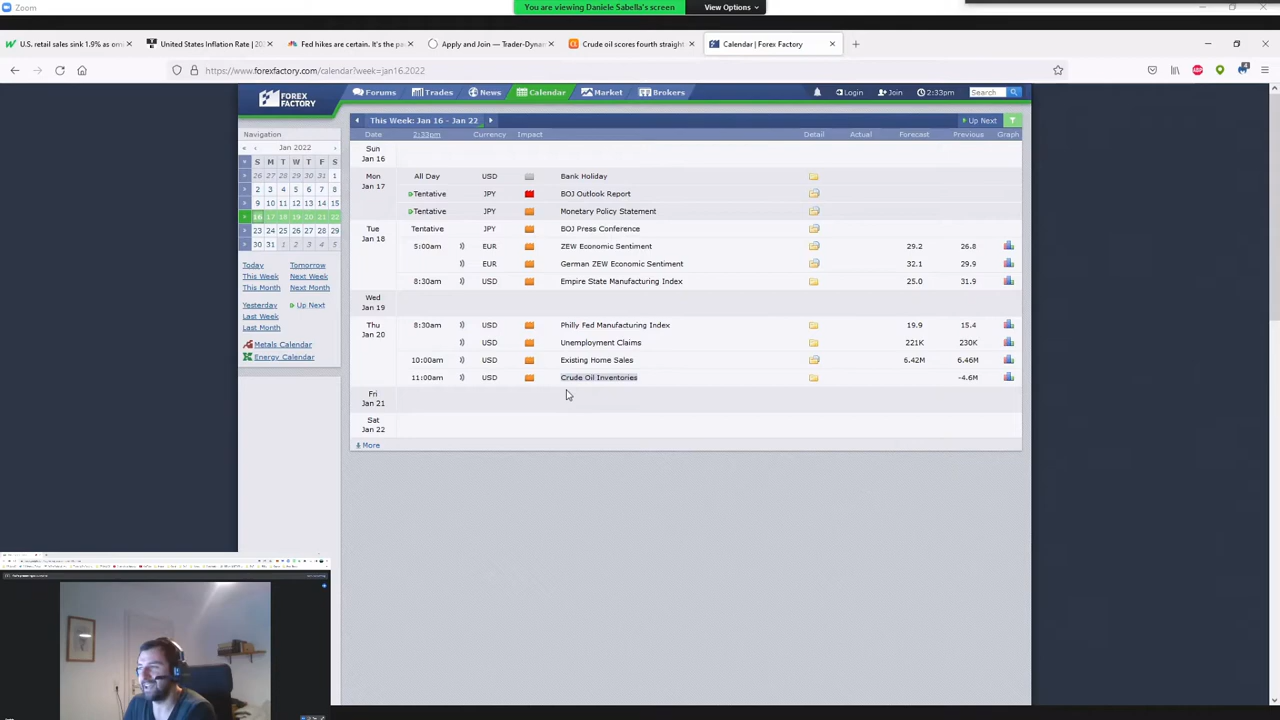 Zoom
You are viewing Daniele Sabella's screen
View Options
U.S. retail sales sink 1.9% as om
United States Inflation Rate | 20
Fed hikes are certain. It's the pa
Apply and Join — Trader-Dynam
Crude oil scores fourth straight
Calendar | Forex Factory
https://www.forexfactory.com/calendar?week=jan16.2022
FOREX FACTORY
Forums
Trades
News
Calendar
Market
Brokers
Login
Join
2:33pm
Search
Navigation
« ‹ Jan 2022 ›
S M T W T F S
26 27 28 29 30 31 1
2 3 4 5 6 7 8
9 10 11 12 13 14 15
16 17 18 19 20 21 22
23 24 25 26 27 28 29
30 31 1 2 3 4 5
Today Tomorrow
This Week Next Week
This Month Next Month
Yesterday Up Next
Last Week
Last Month
Metals Calendar
Energy Calendar
This Week: Jan 16 - Jan 22
Up Next
Date 2:33pm Currency Impact Detail Actual Forecast Previous Graph
Sun
Jan 16
Mon
Jan 17
All Day USD Bank Holiday
Tentative JPY BOJ Outlook Report
Tentative JPY Monetary Policy Statement
Tue
Jan 18
Tentative JPY BOJ Press Conference
5:00am EUR ZEW Economic Sentiment 29.2 26.8
EUR German ZEW Economic Sentiment 32.1 29.9
8:30am USD Empire State Manufacturing Index 25.0 31.9
Wed
Jan 19
Thu
Jan 20
8:30am USD Philly Fed Manufacturing Index 19.9 15.4
USD Unemployment Claims 221K 230K
10:00am USD Existing Home Sales 6.42M 6.46M
11:00am USD Crude Oil Inventories -4.6M
Fri
Jan 21
Sat
Jan 22
More